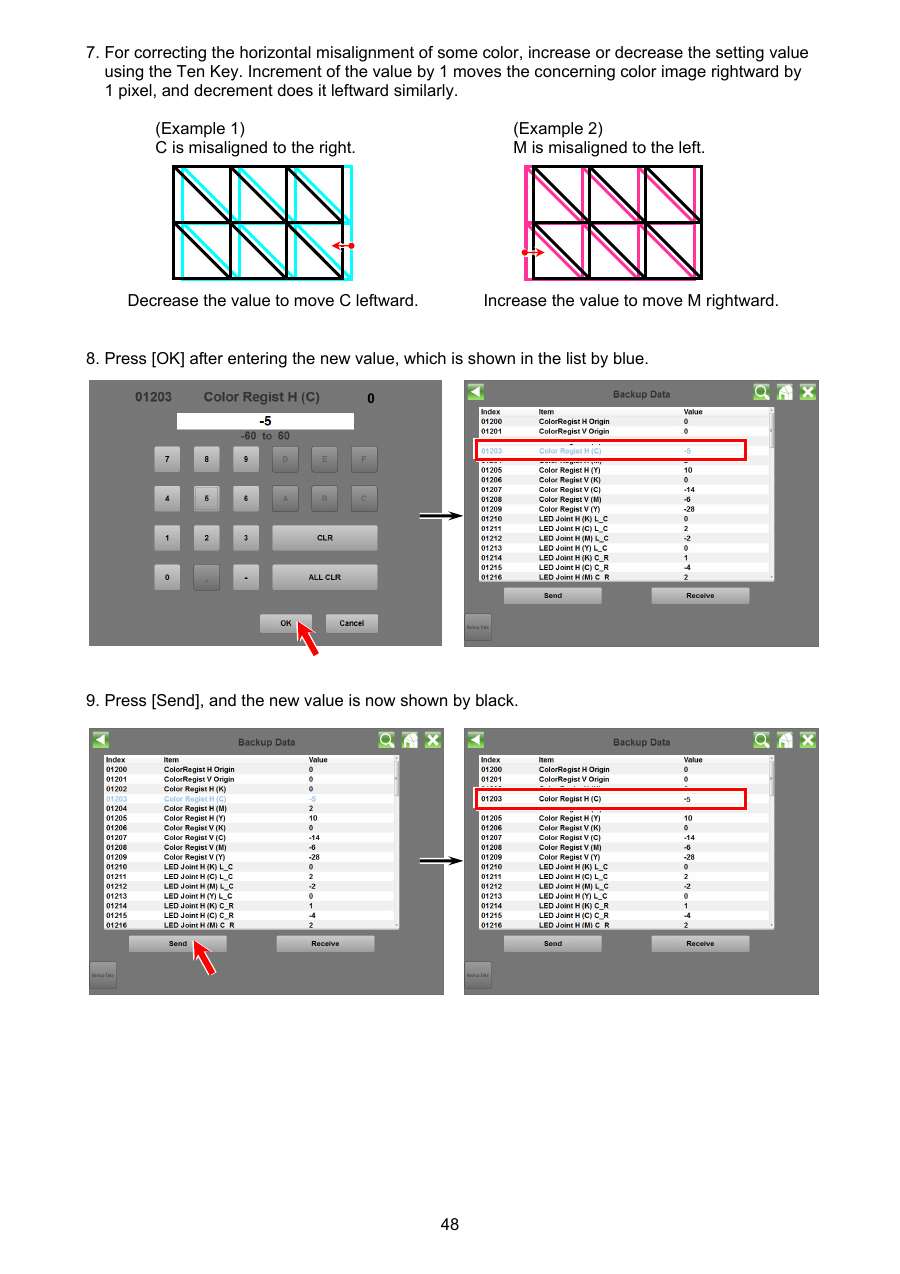 7. For correcting the horizontal misalignment of some color, increase or decrease the setting value
using the Ten Key. Increment of the value by 1 moves the concerning color image rightward by
1 pixel, and decrement does it leftward similarly.
(Example 1)
C is misaligned to the right.
(Example 2)
M is misaligned to the left.
Decrease the value to move C leftward.
Increase the value to move M rightward.
8. Press [OK] after entering the new value, which is shown in the list by blue.
01203 Color Regist H (C) 0
-5
-60 to 60
7 8 9 D E F
4 5 6 A B C
1 2 3 CLR
0 . - ALL CLR
OK Cancel
Backup Data
Index Item Value
01200 ColorRegist H Origin 0
01201 ColorRegist V Origin 0
01203 Color Regist H (C) -5
01205 Color Regist H (Y) 10
01206 Color Regist V (K) 0
01207 Color Regist V (C) -14
01208 Color Regist V (M) -6
01209 Color Regist V (Y) -28
01210 LED Joint H (K) L_C 0
01211 LED Joint H (C) L_C 2
01212 LED Joint H (M) L_C -2
01213 LED Joint H (Y) L_C 0
01214 LED Joint H (K) C_R 1
01215 LED Joint H (C) C_R -4
01216 LED Joint H (M) C_R 2
Send Receive
Backup Data
9. Press [Send], and the new value is now shown by black.
Backup Data
Index Item Value
01200 ColorRegist H Origin 0
01201 ColorRegist V Origin 0
01202 Color Regist H (K) 0
01203 Color Regist H (C) -5
01204 Color Regist H (M) 2
01205 Color Regist H (Y) 10
01206 Color Regist V (K) 0
01207 Color Regist V (C) -14
01208 Color Regist V (M) -6
01209 Color Regist V (Y) -28
01210 LED Joint H (K) L_C 0
01211 LED Joint H (C) L_C 2
01212 LED Joint H (M) L_C -2
01213 LED Joint H (Y) L_C 0
01214 LED Joint H (K) C_R 1
01215 LED Joint H (C) C_R -4
01216 LED Joint H (M) C_R 2
Send Receive
Backup Data
Backup Data
Index Item Value
01200 ColorRegist H Origin 0
01201 ColorRegist V Origin 0
01203 Color Regist H (C) -5
01205 Color Regist H (Y) 10
01206 Color Regist V (K) 0
01207 Color Regist V (C) -14
01208 Color Regist V (M) -6
01209 Color Regist V (Y) -28
01210 LED Joint H (K) L_C 0
01211 LED Joint H (C) L_C 2
01212 LED Joint H (M) L_C -2
01213 LED Joint H (Y) L_C 0
01214 LED Joint H (K) C_R 1
01215 LED Joint H (C) C_R -4
01216 LED Joint H (M) C_R 2
Send Receive
Backup Data
48